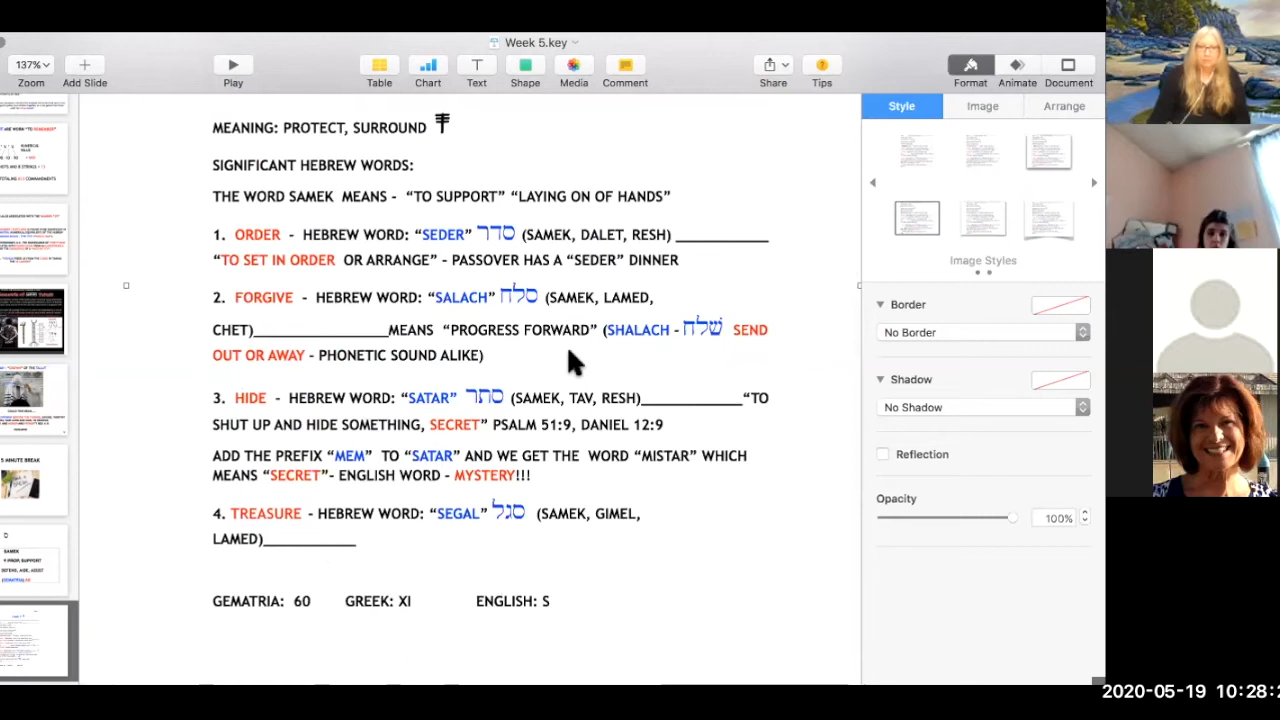 Week 5.key
137%
Zoom
Add Slide
Play
Table
Chart
Text
Shape
Media
Comment
Share
Tips
Format
Animate
Document
Style
Image
Arrange
MEANING: PROTECT, SURROUND
SIGNIFICANT HEBREW WORDS:
THE WORD SAMEK MEANS - “TO SUPPORT” “LAYING ON OF HANDS”
1. ORDER - HEBREW WORD: “SEDER” סדר (SAMEK, DALET, RESH) ____________
“TO SET IN ORDER OR ARRANGE” - PASSOVER HAS A “SEDER” DINNER
2. FORGIVE - HEBREW WORD: “SALACH” סלח (SAMEK, LAMED,
CHET)_________________MEANS “PROGRESS FORWARD” (SHALACH - שׁלח SEND
OUT OR AWAY - PHONETIC SOUND ALIKE)
3. HIDE - HEBREW WORD: “SATAR” סתר (SAMEK, TAV, RESH)_____________“TO
SHUT UP AND HIDE SOMETHING, SECRET” PSALM 51:9, DANIEL 12:9
ADD THE PREFIX “MEM” TO “SATAR” AND WE GET THE WORD “MISTAR” WHICH
MEANS “SECRET”- ENGLISH WORD - MYSTERY!!!
4. TREASURE - HEBREW WORD: “SEGAL” סגל (SAMEK, GIMEL,
LAMED)____________
GEMATRIA: 60 GREEK: XI ENGLISH: S
Image Styles
Border
No Border
Shadow
No Shadow
Reflection
Opacity
100%
5 MINUTE BREAK
SAMEK
2020-05-19 10:28:2